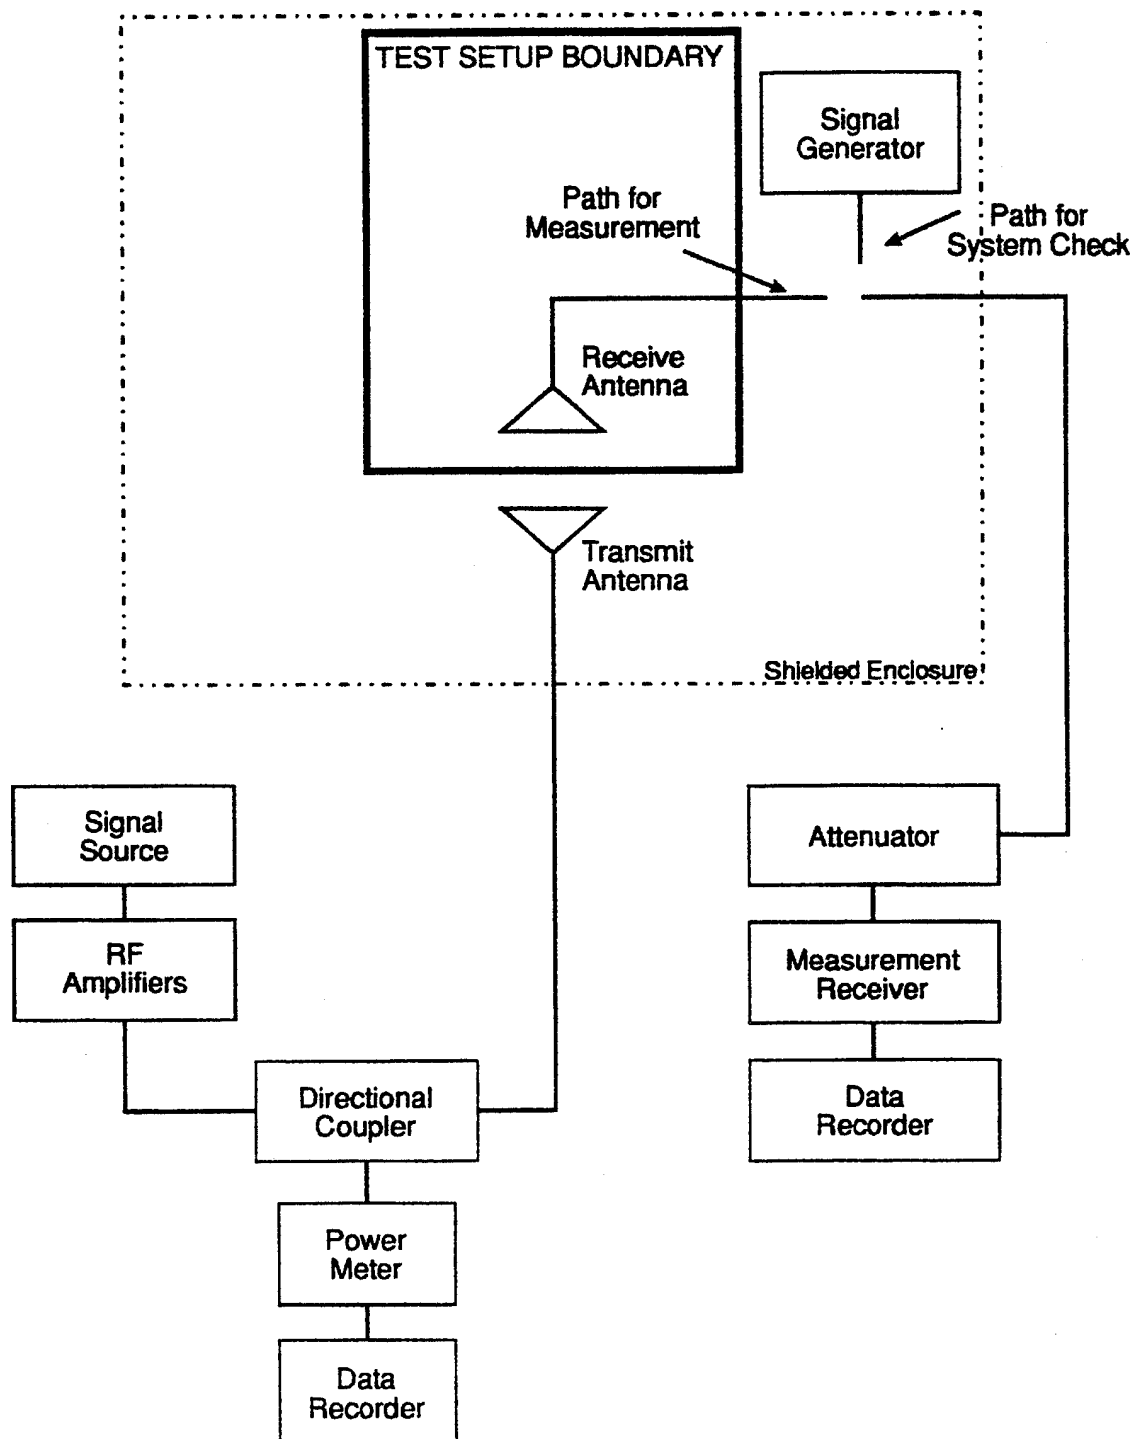 TEST SETUP BOUNDARY
Signal
Generator
Path for
Measurement
Path for
System Check
Receive
Antenna
Transmit
Antenna
Shielded Enclosure
Signal
Source
RF
Amplifiers
Directional
Coupler
Power
Meter
Data
Recorder
Attenuator
Measurement
Receiver
Data
Recorder